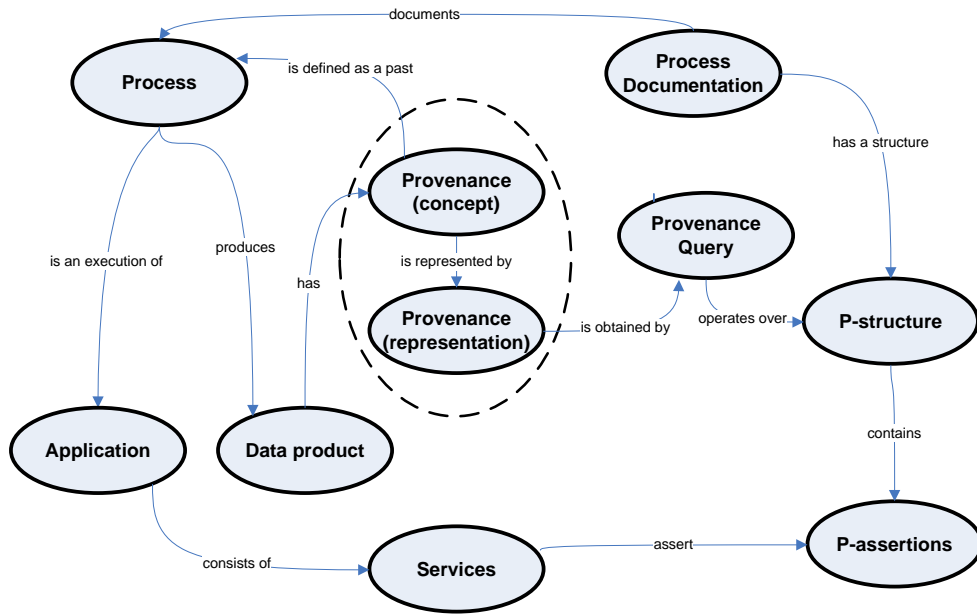 documents
Process
is defined as a past
Process
Documentation
has a structure
Provenance
(concept)
Provenance
Query
is an execution of
produces
has
is represented by
Provenance
(representation)
is obtained by
operates over
P-structure
Application
Data product
contains
consists of
Services
assert
P-assertions